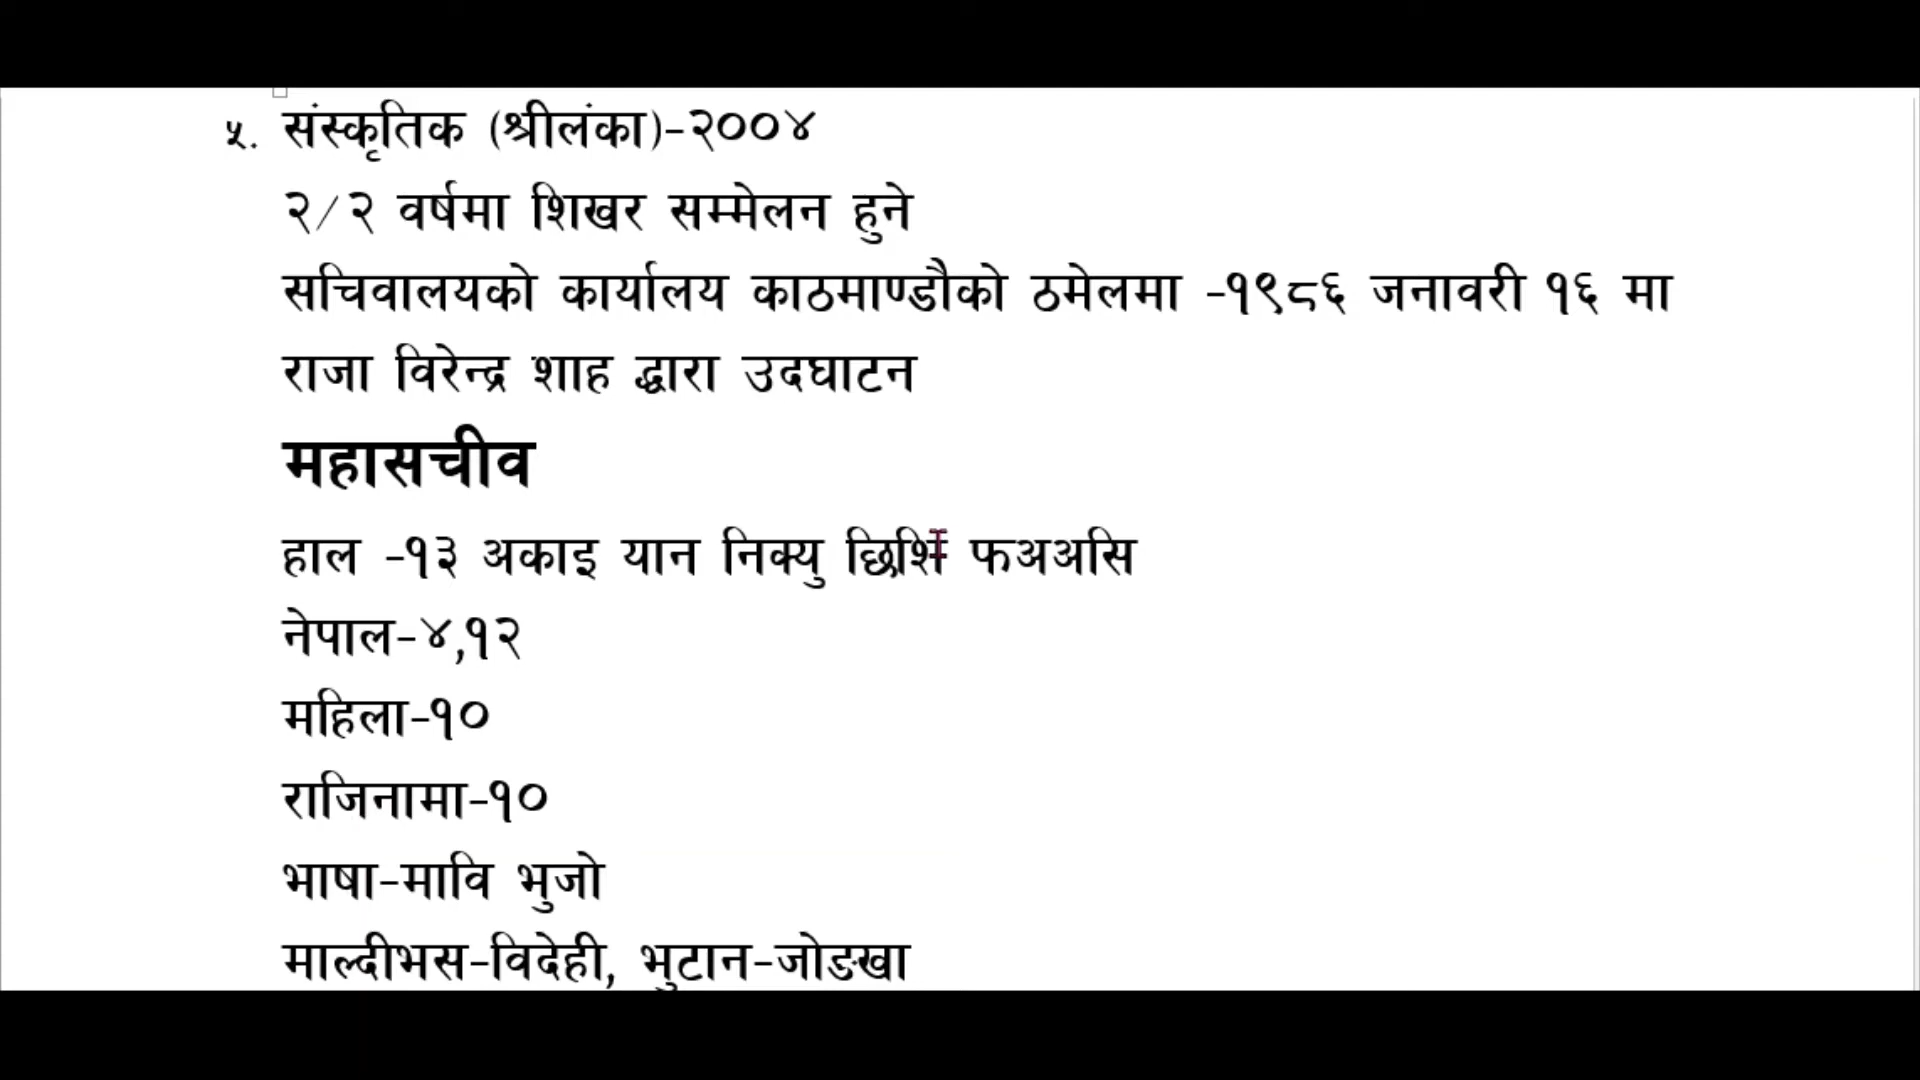 ५. संस्कृतिक (श्रीलंका)-२००४
२/२ वर्षमा शिखर सम्मेलन हुने
सचिवालयको कार्यालय काठमाण्डौको ठमेलमा -१९८६ जनावरी १६ मा
राजा विरेन्द्र शाह द्धारा उदघाटन
महासचीव
हाल -१३ अकाइ यान निक्यु छिशि फअअसि
नेपाल-४,१२
महिला-१०
राजिनामा-१०
भाषा-मावि भुजो
माल्दीभस-विदेही, भुटान-जोङखा